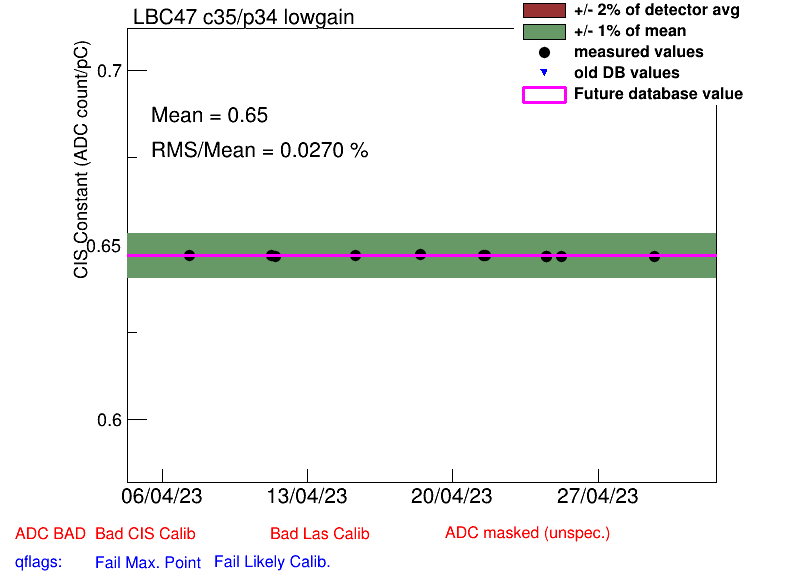 LBC47 c35/p34 lowgain
+/- 2% of detector avg
+/- 1% of mean
measured values
old DB values
Future database value
Mean = 0.65
RMS/Mean = 0.0270 %
CIS Constant (ADC count/pC)
0.7
0.65
0.6
06/04/23 13/04/23 20/04/23 27/04/23
ADC BAD Bad CIS Calib Bad Las Calib ADC masked (unspec.)
qflags: Fail Max. Point Fail Likely Calib.